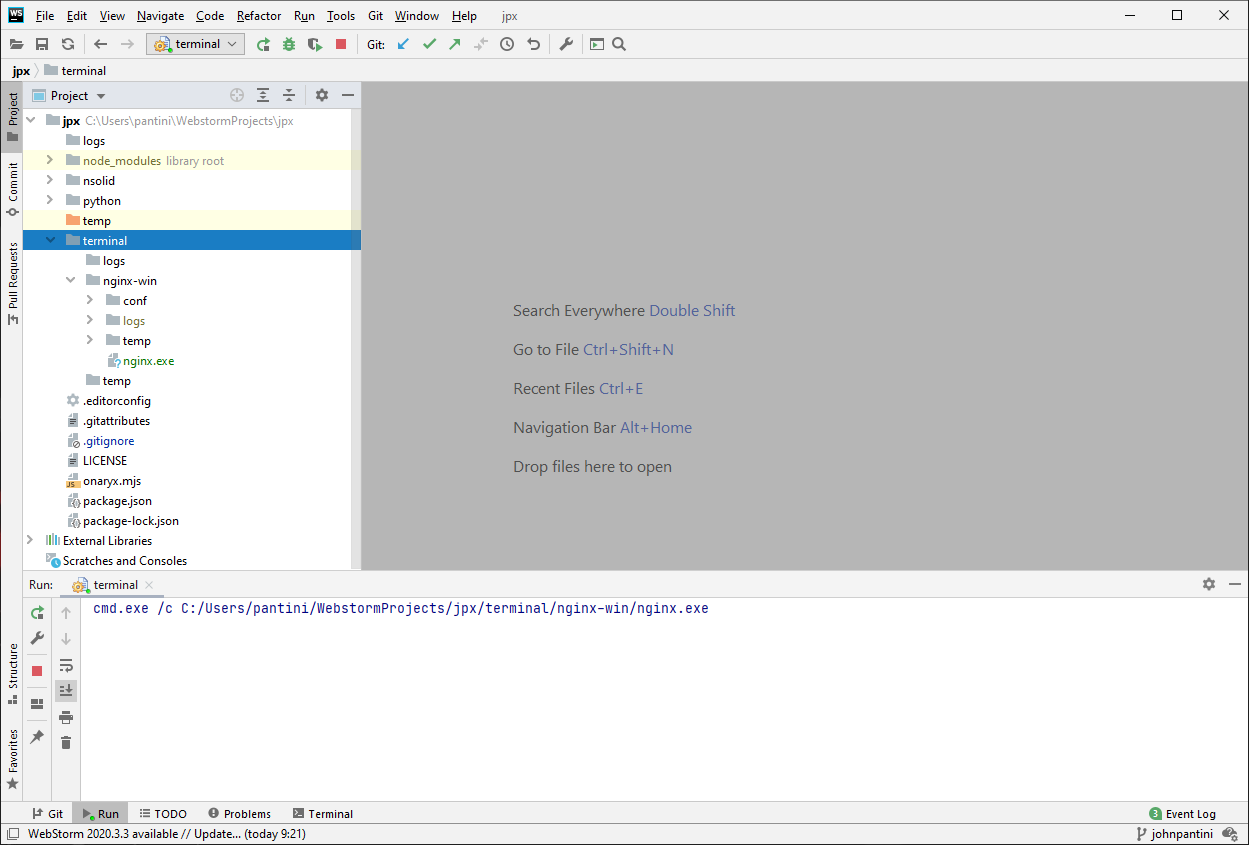 WS File Edit View Navigate Code Refactor Run Tools Git Window Help jpx
terminal Git:
jpx terminal
Project
Project
jpx C:\Users\pantini\WebstormProjects\jpx
logs
node_modules library root
nsolid
python
temp
terminal
logs
nginx-win
conf
logs
temp
nginx.exe
temp
.editorconfig
.gitattributes
.gitignore
LICENSE
JS onaryx.mjs
package.json
package-lock.json
External Libraries
Scratches and Consoles
Commit
Pull Requests
Search Everywhere Double Shift
Go to File Ctrl+Shift+N
Recent Files Ctrl+E
Navigation Bar Alt+Home
Drop files here to open
Run: terminal
cmd.exe /c C:/Users/pantini/WebstormProjects/jpx/terminal/nginx-win/nginx.exe
Structure
Favorites
Git Run TODO Problems Terminal 3 Event Log
WebStorm 2020.3.3 available // Update... (today 9:21) johnpantini